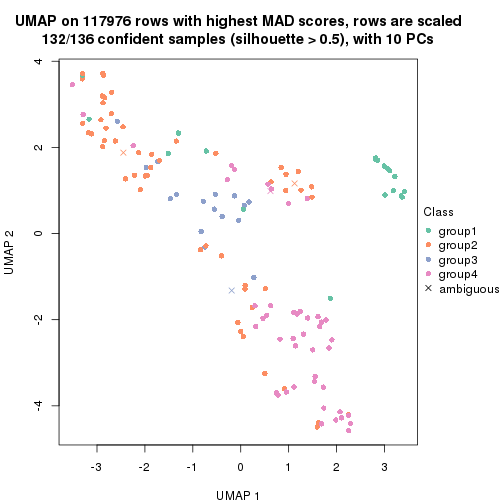 UMAP on 117976 rows with highest MAD scores, rows are scaled
132/136 confident samples (silhouette > 0.5), with 10 PCs
4
2
0
-2
-4
UMAP 2
-3
-2
-1
0
1
2
3
UMAP 1
Class
group1
group2
group3
group4
ambiguous